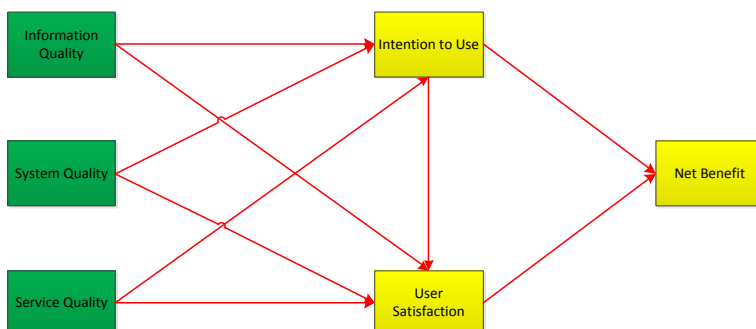 Information
Quality
Intention to Use
System Quality
Net Benefit
Service Quality
User
Satisfaction